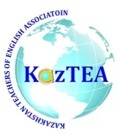 KAZAKHSTAN TEACHERS OF ENGLISH ASSOCIATOIN
KazTEA